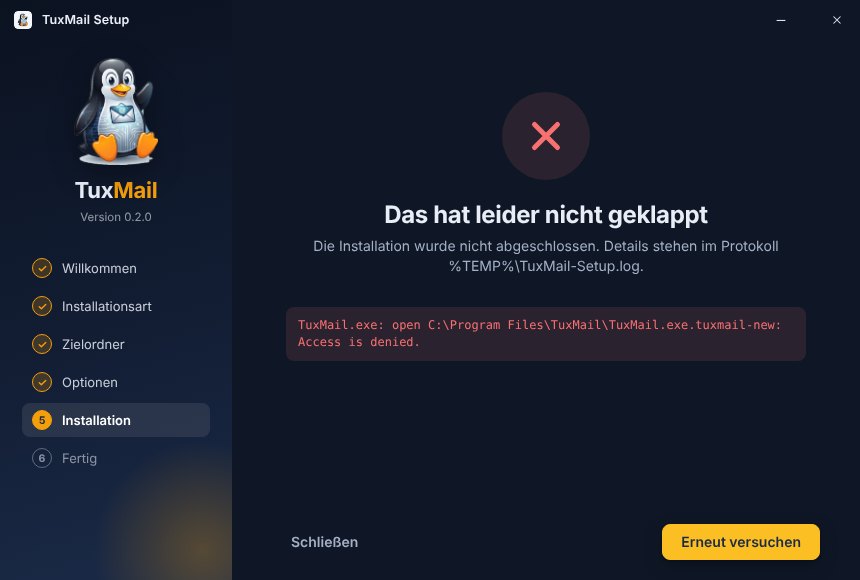 TuxMail Setup
TuxMail
Version 0.2.0
Willkommen
Installationsart
Zielordner
Optionen
5 Installation
6 Fertig
Das hat leider nicht geklappt
Die Installation wurde nicht abgeschlossen. Details stehen im Protokoll
%TEMP%\TuxMail-Setup.log.
TuxMail.exe: open C:\Program Files\TuxMail\TuxMail.exe.tuxmail-new:
Access is denied.
Schließen
Erneut versuchen